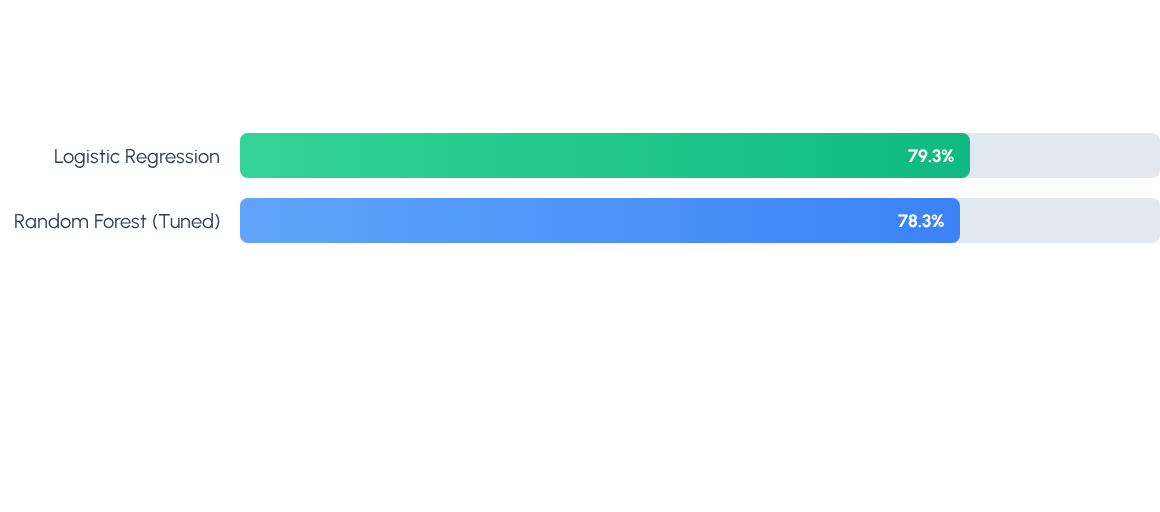 Logistic Regression 79.3%
Random Forest (Tuned) 78.3%